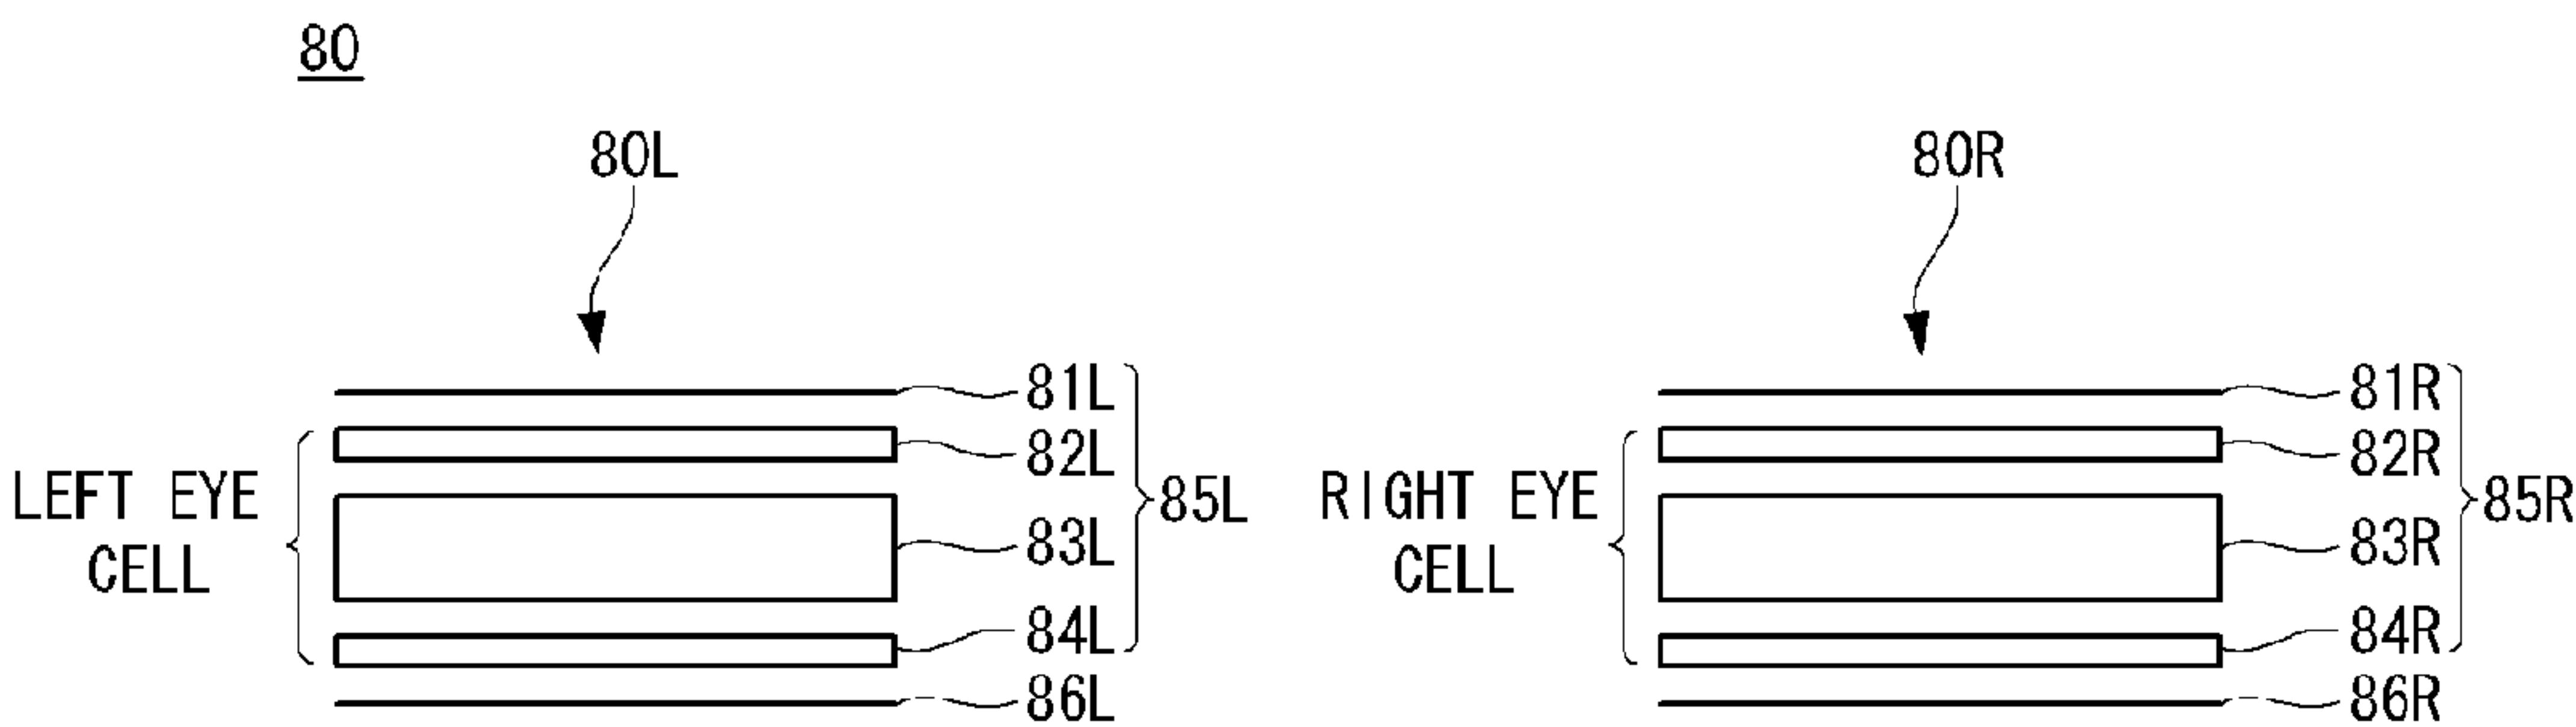 80
80L
80R
81L
82L
83L
84L
85L
86L
LEFT EYE
CELL
81R
82R
83R
84R
85R
86R
RIGHT EYE
CELL